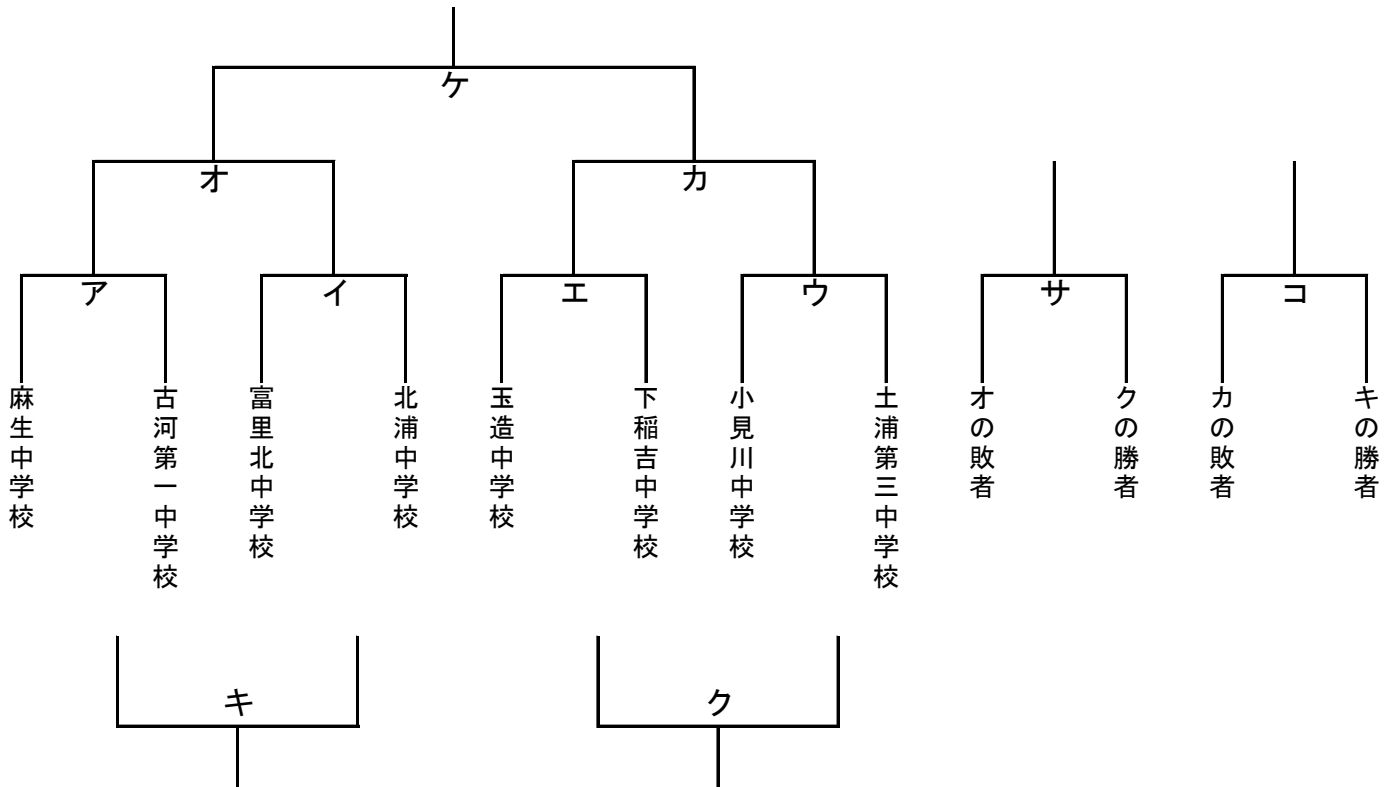 ケ
オ
カ
ア
イ
エ
ウ
サ
コ
麻生中学校
古河第一中学校
富里北中学校
北浦中学校
玉造中学校
下稲吉中学校
小見川中学校
土浦第三中学校
オの敗者
クの勝者
カの敗者
キの勝者
キ
ク